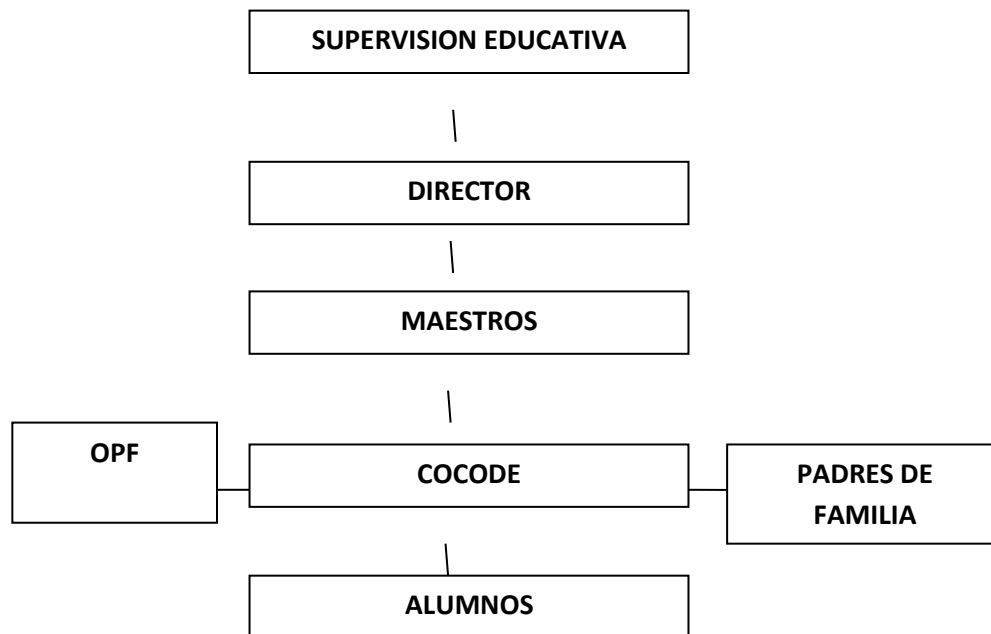 SUPERVISION EDUCATIVA
DIRECTOR
MAESTROS
OPF
COCODE
PADRES DE
FAMILIA
ALUMNOS